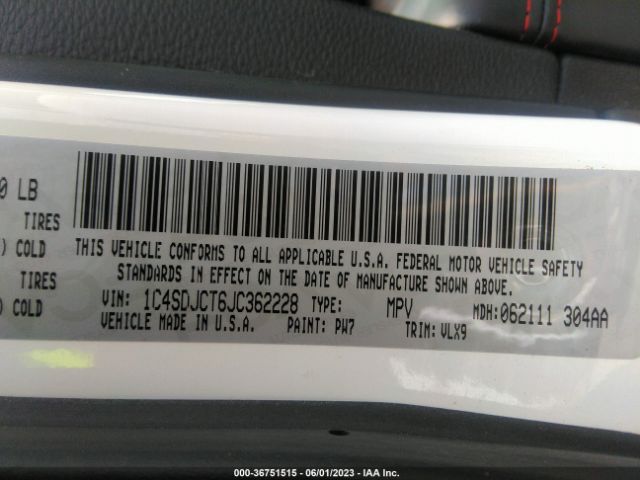 0 LB
TIRES
) COLD
TIRES
) COLD
THIS VEHICLE CONFORMS TO ALL APPLICABLE U.S.A. FEDERAL MOTOR VEHICLE SAFETY
STANDARDS IN EFFECT ON THE DATE OF MANUFACTURE SHOWN ABOVE.
VIN: 1C4SDJCT6JC362228 TYPE: MPV MDH:062111 304AA
VEHICLE MADE IN U.S.A. PAINT: PW7 TRIM: VLX9
000-36751515 - 06/01/2023 - IAA Inc.